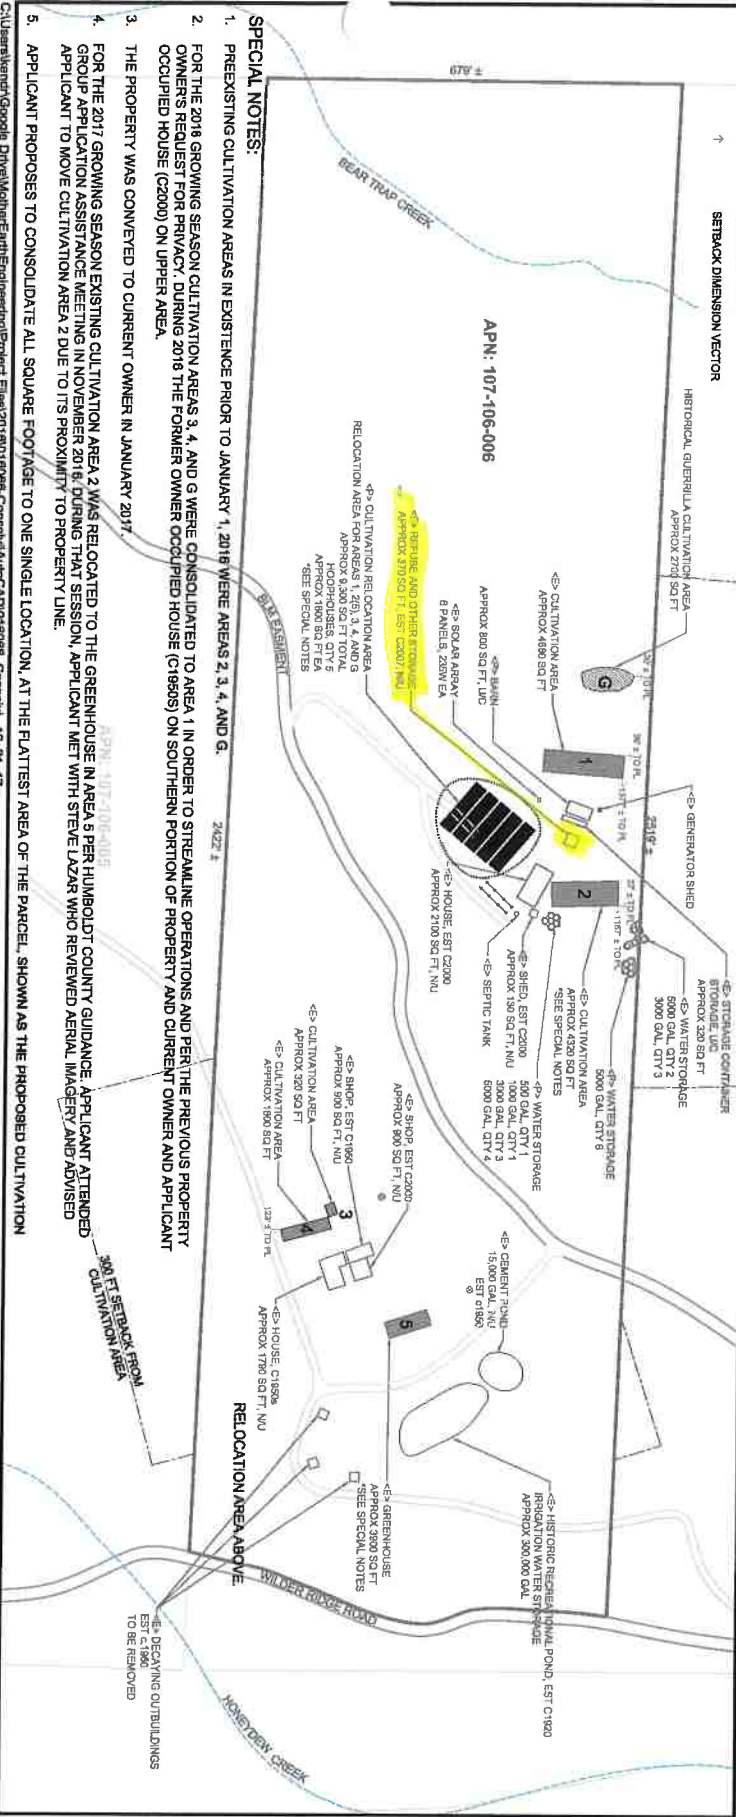 SETBACK DIMENSION VECTOR
679' ±
BEAR TRAP CREEK
APN: 107-106-006
HISTORICAL GUERRILLA CULTIVATION AREA
APPROX 2700 SQ FT
G
30' ± TO PL
<E> CULTIVATION AREA
APPROX 4680 SQ FT
1
<P> BARN
APPROX 800 SQ FT, U/C
<E> SOLAR ARRAY
6 PANELS, 235W EA
<E> REFUSE AND OTHER STORAGE
APPROX 370 SQ FT, EST C2007, N/U
<P> CULTIVATION RELOCATION AREA
RELOCATION AREA FOR AREAS 1, 2(5), 3, 4, AND G
APPROX 9,300 SQ FT TOTAL
HOOPHOUSES, QTY 5
APPROX 1800 SQ FT EA
*SEE SPECIAL NOTES
<E> GENERATOR SHED
2519' ±
<E> STORAGE CONTAINER
STORAGE, U/C
APPROX 320 SQ FT
<E> WATER STORAGE
5000 GAL, QTY 2
3000 GAL, QTY 3
<P> WATER STORAGE
5000 GAL, QTY 6
2
<E> CULTIVATION AREA
APPROX 4320 SQ FT
*SEE SPECIAL NOTES
<P> WATER STORAGE
500 GAL, QTY 1
1000 GAL, QTY 1
3000 GAL, QTY 3
5000 GAL, QTY 4
<E> SHED, EST C2000
APPROX 130 SQ FT, N/U
<E> SEPTIC TANK
<E> HOUSE, EST C2000
APPROX 2100 SQ FT, N/U
BLM EASMENT
2422' ±
APN: 107-106-005
<E> SHOP, EST C2000
APPROX 900 SQ FT, N/U
<E> SHOP, EST C1950
APPROX 900 SQ FT, N/U
<E> CULTIVATION AREA
APPROX 320 SQ FT
<E> CULTIVATION AREA
APPROX 1800 SQ FT
3
4
123' ± TO PL
<E> HOUSE, C1950s
APPROX 1790 SQ FT, N/U
5
<E> CEMENT POND
15,000 GAL, N/U
EST c1950
<E> HISTORIC RECREATIONAL POND, EST C1920
IRRIGATION WATER STORAGE
APPROX 300,000 GAL
<E> GREENHOUSE
APPROX 3900 SQ FT
*SEE SPECIAL NOTES
300 FT SETBACK FROM
CULTIVATION AREA
WILDER RIDGE ROAD
<E> DECAYING OUTBUILDINGS
EST c.1960
TO BE REMOVED
HONEYDEW CREEK
SPECIAL NOTES:
1. PREEXISTING CULTIVATION AREAS IN EXISTENCE PRIOR TO JANUARY 1, 2016 WERE AREAS 2, 3, 4, AND G.
2. FOR THE 2016 GROWING SEASON CULTIVATION AREAS 3, 4, AND G WERE CONSOLIDATED TO AREA 1 IN ORDER TO STREAMLINE OPERATIONS AND PER THE PREVIOUS PROPERTY
OWNER'S REQUEST FOR PRIVACY. DURING 2016 THE FORMER OWNER OCCUPIED HOUSE (C1950S) ON SOUTHERN PORTION OF PROPERTY AND CURRENT OWNER AND APPLICANT
OCCUPIED HOUSE (C2000) ON UPPER AREA.
3. THE PROPERTY WAS CONVEYED TO CURRENT OWNER IN JANUARY 2017.
4. FOR THE 2017 GROWING SEASON EXISTING CULTIVATION AREA 2 WAS RELOCATED TO THE GREENHOUSE IN AREA 5 PER HUMBOLDT COUNTY GUIDANCE. APPLICANT ATTENDED
GROUP APPLICATION ASSISTANCE MEETING IN NOVEMBER 2016. DURING THAT SESSION, APPLICANT MET WITH STEVE LAZAR WHO REVIEWED AERIAL IMAGERY AND ADVISED
APPLICANT TO MOVE CULTIVATION AREA 2 DUE TO ITS PROXIMITY TO PROPERTY LINE.
5. APPLICANT PROPOSES TO CONSOLIDATE ALL SQUARE FOOTAGE TO ONE SINGLE LOCATION, AT THE FLATTEST AREA OF THE PARCEL, SHOWN AS THE PROPOSED CULTIVATION
RELOCATION AREA ABOVE.